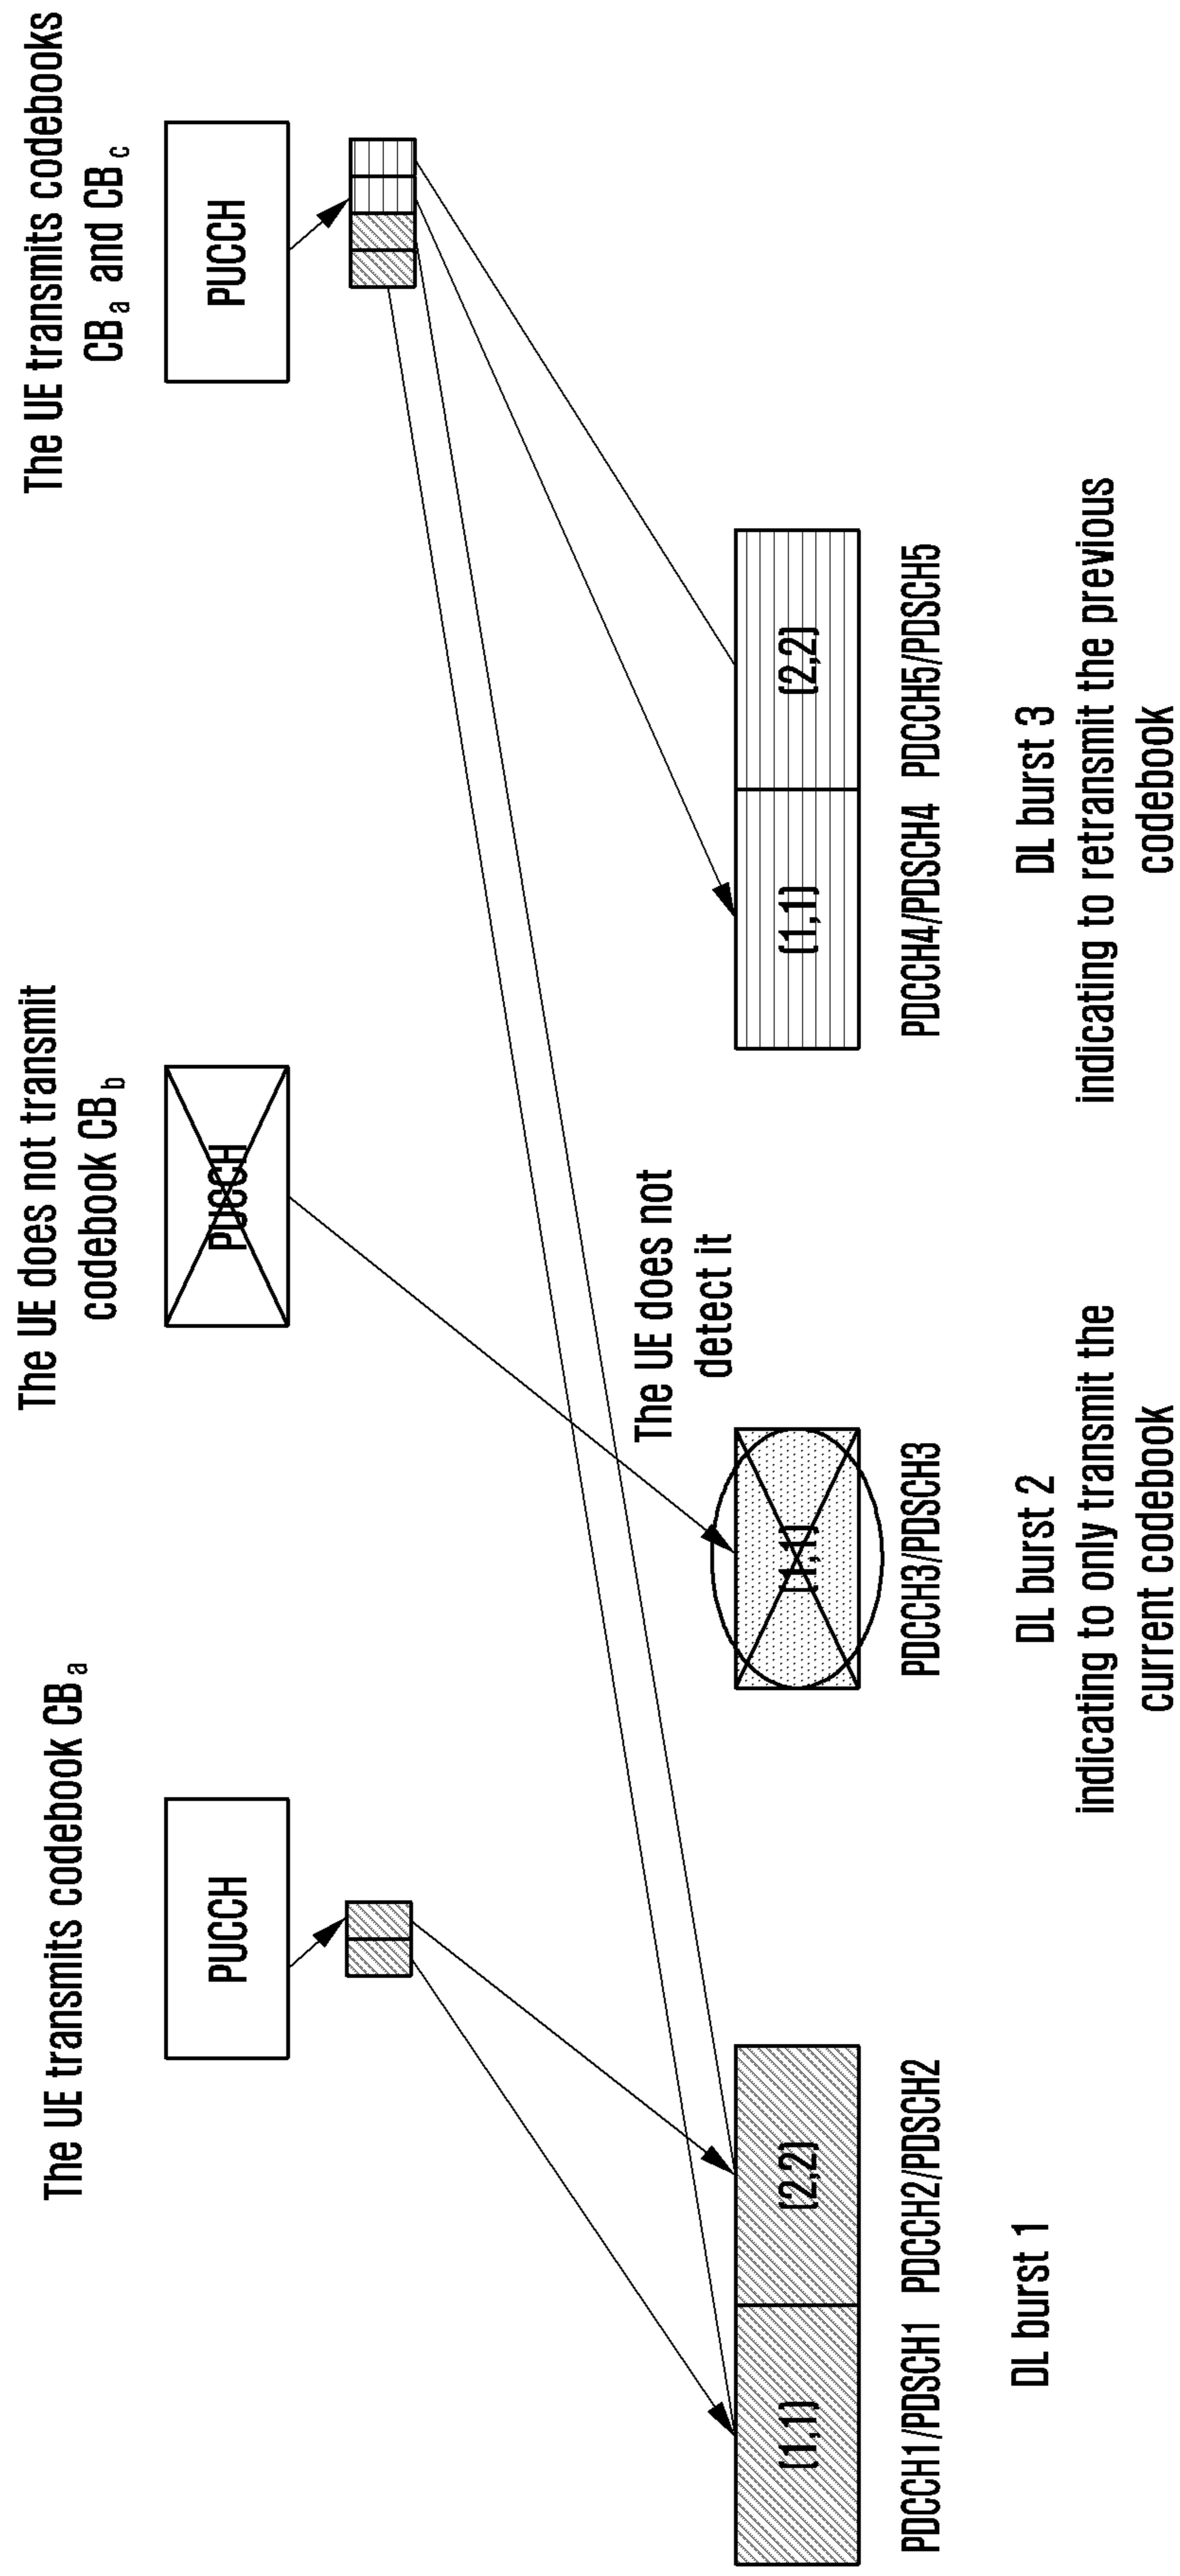 The UE transmits codebook CBa
The UE does not transmit
codebook CBb
The UE transmits codebooks
CBa and CBc
PUCCH
PUCCH
PUCCH
The UE does not
detect it
(1,1)
(2,2)
(1,1)
(1,1)
(2,2)
PDCCH1/PDSCH1
PDCCH2/PDSCH2
PDCCH3/PDSCH3
PDCCH4/PDSCH4
PDCCH5/PDSCH5
DL burst 1
DL burst 2
indicating to only transmit the
current codebook
DL burst 3
indicating to retransmit the previous
codebook